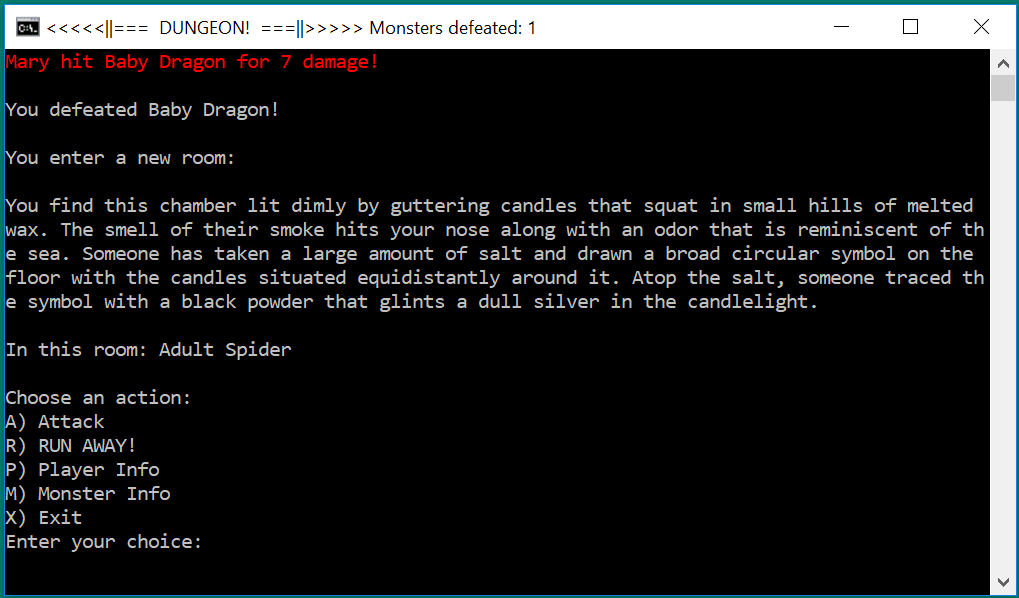 <<<<<||=== DUNGEON! ===||>>>>> Monsters defeated: 1
Mary hit Baby Dragon for 7 damage!
You defeated Baby Dragon!
You enter a new room:
You find this chamber lit dimly by guttering candles that squat in small hills of melted
wax. The smell of their smoke hits your nose along with an odor that is reminiscent of th
e sea. Someone has taken a large amount of salt and drawn a broad circular symbol on the
floor with the candles situated equidistantly around it. Atop the salt, someone traced th
e symbol with a black powder that glints a dull silver in the candlelight.
In this room: Adult Spider
Choose an action:
A) Attack
R) RUN AWAY!
P) Player Info
M) Monster Info
X) Exit
Enter your choice: